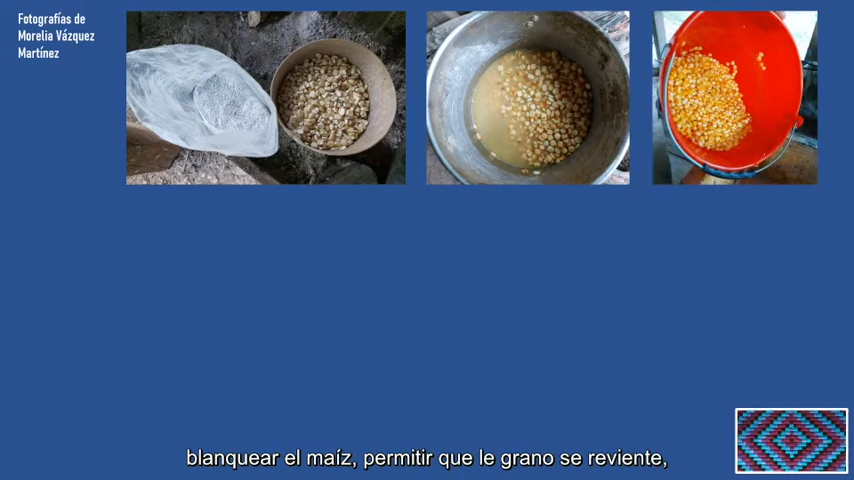 Fotografías de
Morelia Vázquez
Martínez
blanquear el maíz, permitir que le grano se reviente,